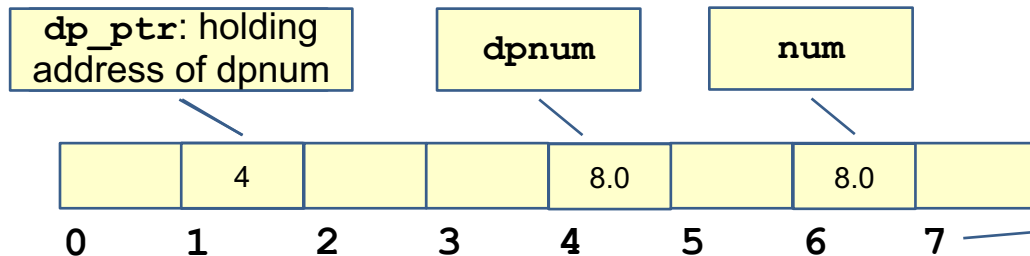 dp_ptr: holding
address of dpnum
dpnum
num
4
8.0
8.0
0 1 2 3 4 5 6 7